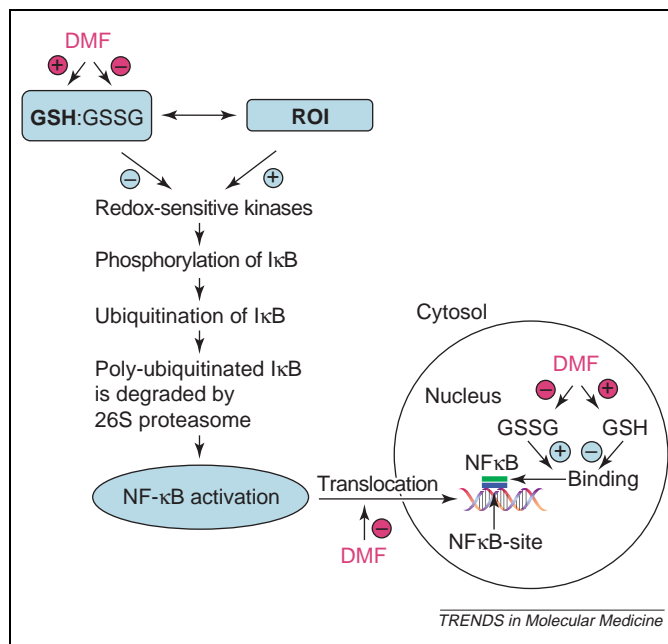 DMF
+ −
GSH:GSSG
ROI
− +
Redox-sensitive kinases
Phosphorylation of IκB
Ubiquitination of IκB
Poly-ubiquitinated IκB
is degraded by
26S proteasome
NF-κB activation
Translocation
−
DMF
Cytosol
Nucleus
DMF
− +
GSSG GSH
+ −
NFκB
Binding
NFκB-site
TRENDS in Molecular Medicine